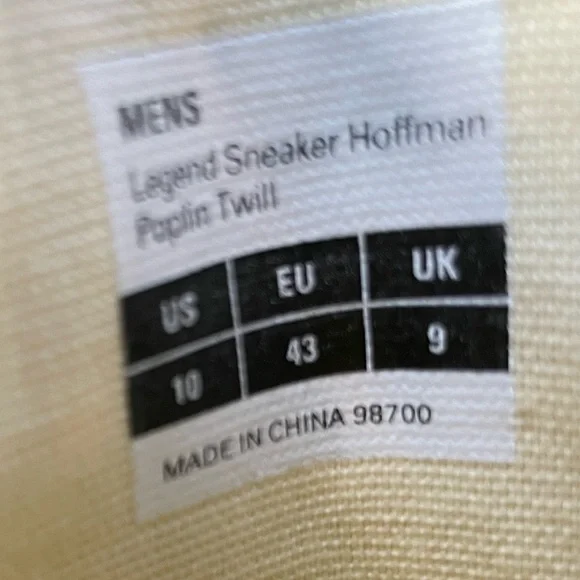 MENS
Legend Sneaker Hoffman
Poplin Twill
US EU UK
10 43 9
MADE IN CHINA 98700